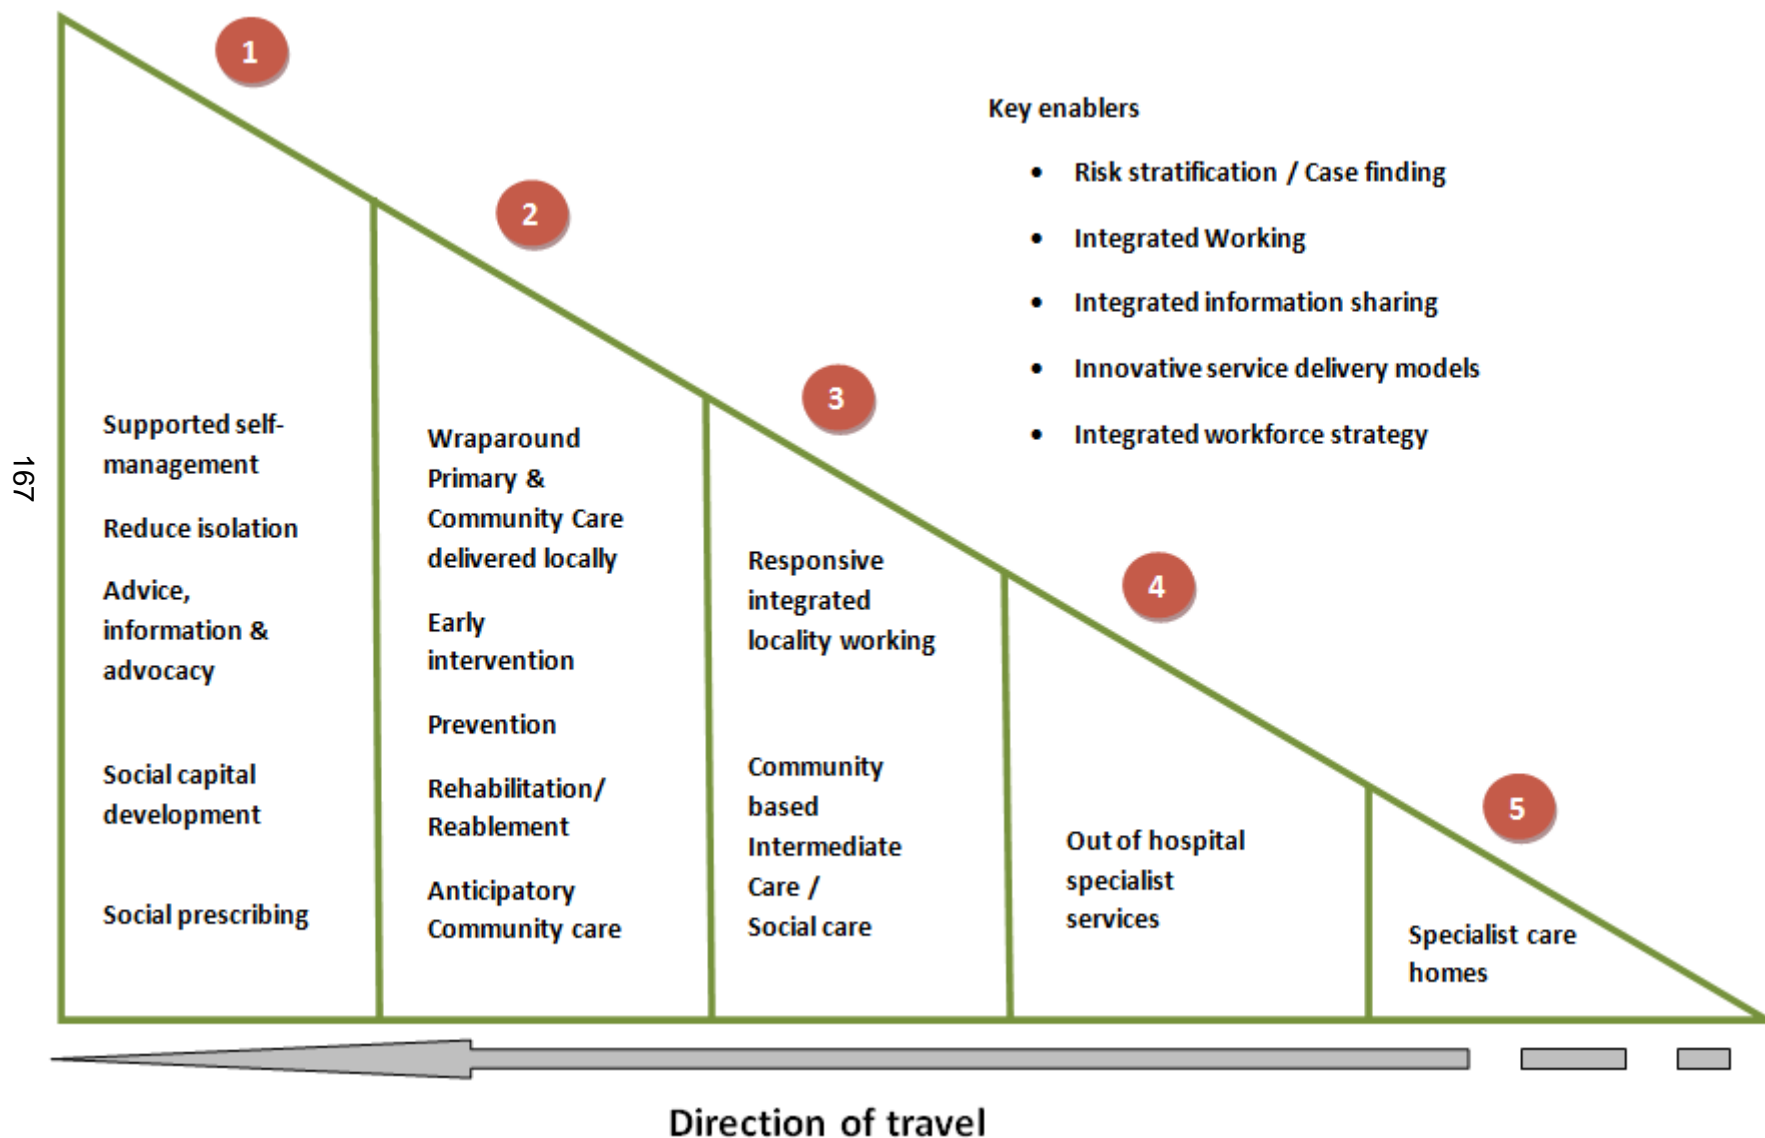 1
2
3
4
5
Key enablers
• Risk stratification / Case finding
• Integrated Working
• Integrated information sharing
• Innovative service delivery models
• Integrated workforce strategy
167
Supported self-
management
Reduce isolation
Advice,
information &
advocacy
Social capital
development
Social prescribing
Wraparound
Primary &
Community Care
delivered locally
Early
intervention
Prevention
Rehabilitation/
Reablement
Anticipatory
Community care
Responsive
integrated
locality working
Community
based
Intermediate
Care /
Social care
Out of hospital
specialist
services
Specialist care
homes
Direction of travel